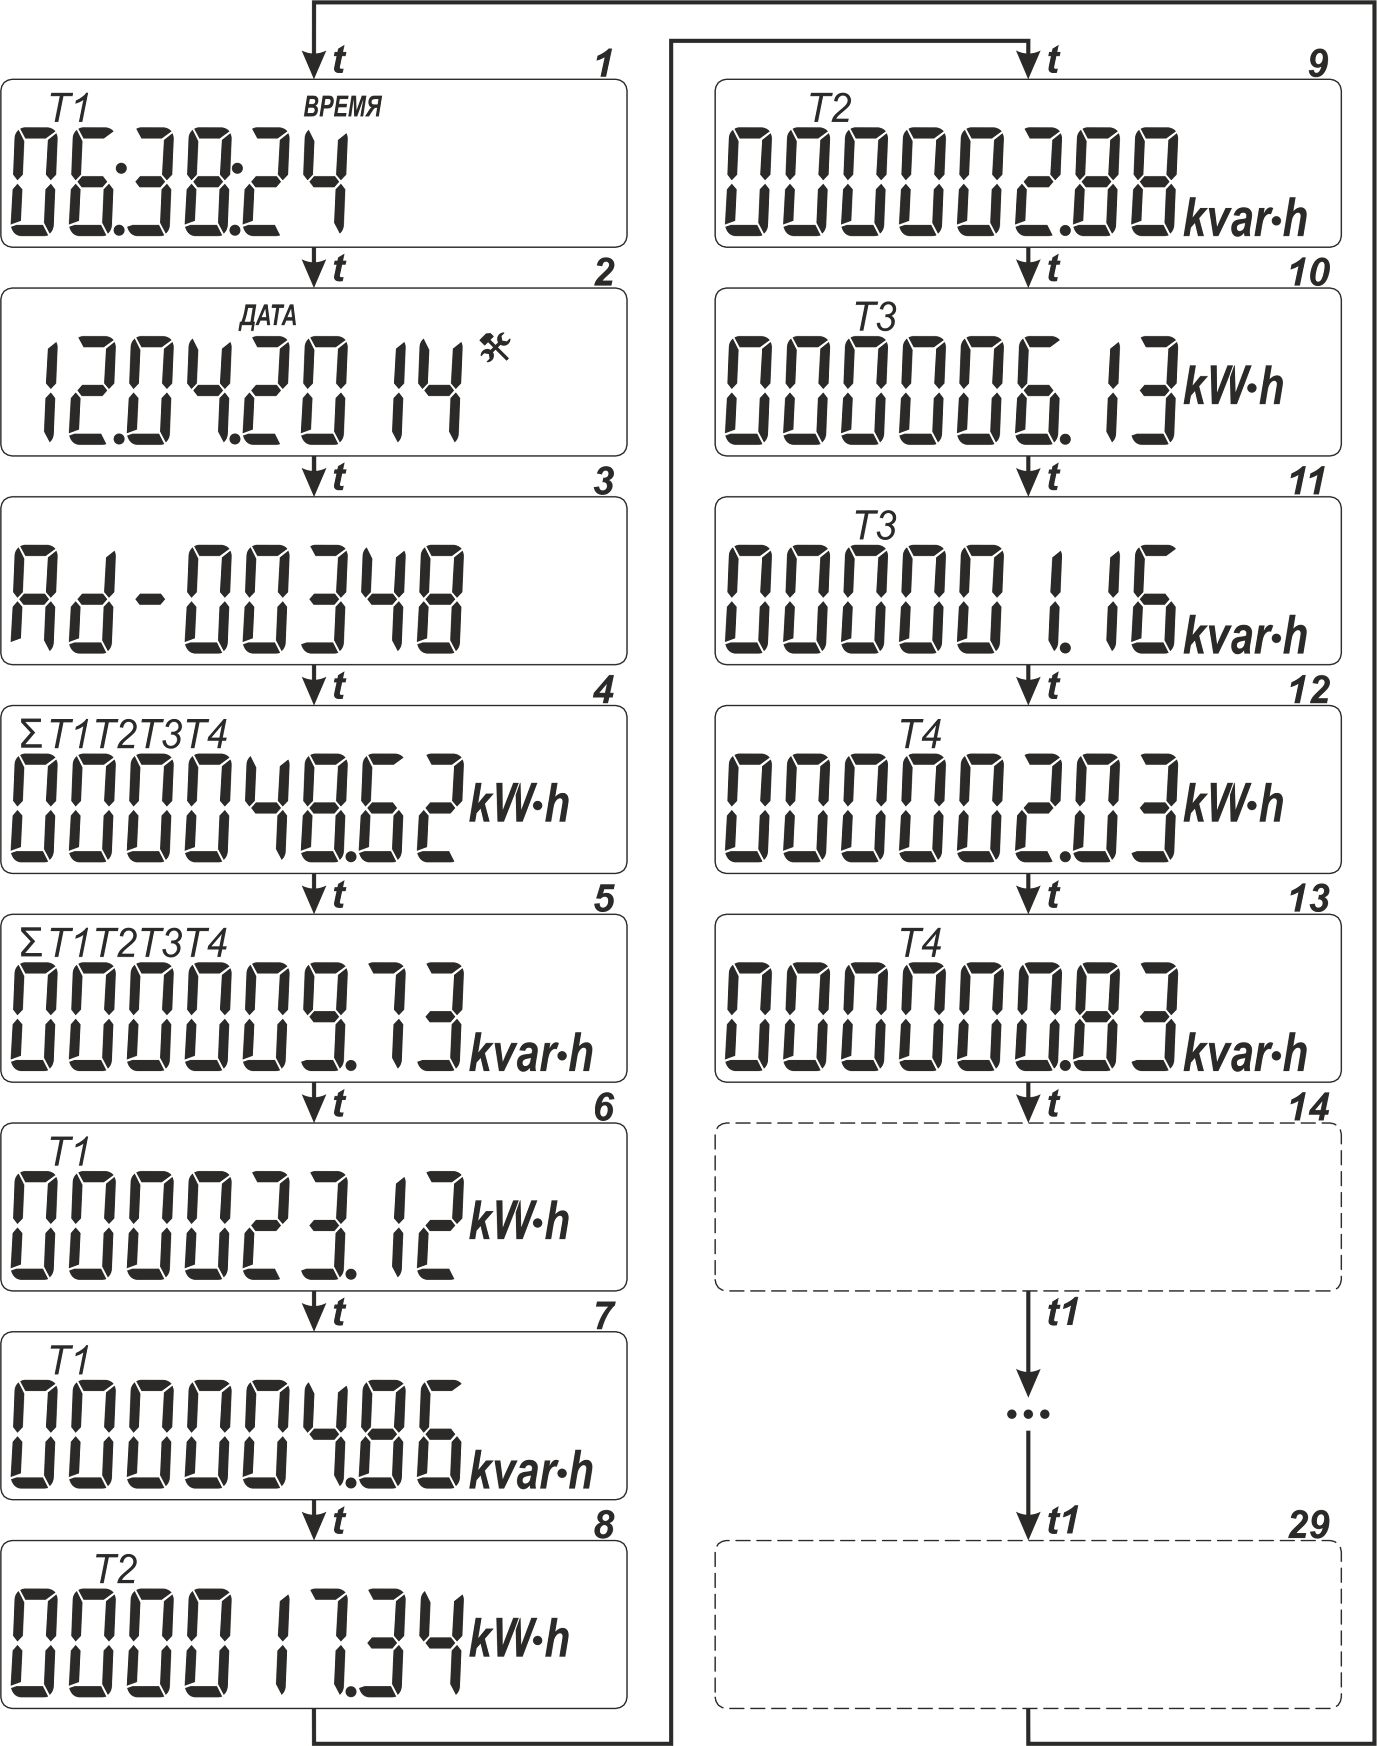 t 1
T1 ВРЕМЯ
06:38:24
t 2
ДАТА
12.04.2014
t 3
Ad-00348
t 4
ΣT1T2T3T4
000048.62 kW·h
t 5
ΣT1T2T3T4
000009.73 kvar·h
t 6
T1
000023.12 kW·h
t 7
T1
000004.86 kvar·h
t 8
T2
000017.34 kW·h
t 9
T2
000002.88 kvar·h
t 10
T3
000006.13 kW·h
t 11
T3
000001.16 kvar·h
t 12
T4
000002.03 kW·h
t 13
T4
000000.83 kvar·h
t 14
t1
...
t1 29